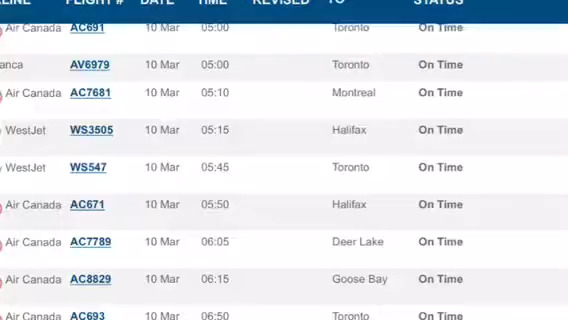 FLIGHT # DATE TIME REVISED TO STATUS
Air Canada AC691 10 Mar 05:00 Toronto On Time
AV6979 10 Mar 05:00 Toronto On Time
Air Canada AC7681 10 Mar 05:10 Montreal On Time
WestJet WS3505 10 Mar 05:15 Halifax On Time
WestJet WS547 10 Mar 05:45 Toronto On Time
Air Canada AC671 10 Mar 05:50 Halifax On Time
Air Canada AC7789 10 Mar 06:05 Deer Lake On Time
Air Canada AC8829 10 Mar 06:15 Goose Bay On Time
Air Canada AC693 10 Mar 06:50 Toronto On Time